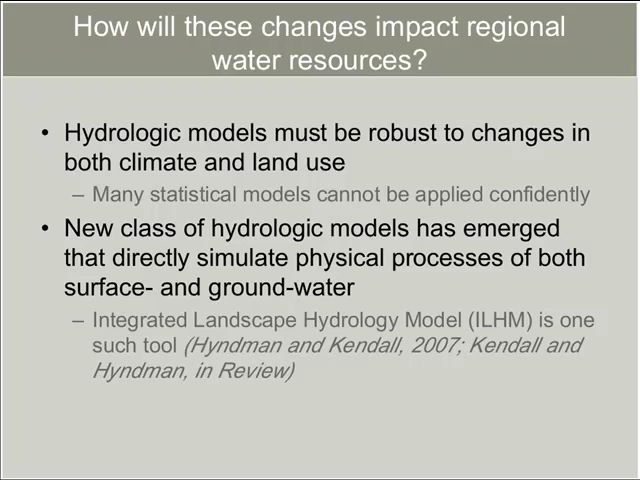 How will these changes impact regional
water resources?
• Hydrologic models must be robust to changes in
both climate and land use
– Many statistical models cannot be applied confidently
• New class of hydrologic models has emerged
that directly simulate physical processes of both
surface- and ground-water
– Integrated Landscape Hydrology Model (ILHM) is one
such tool (Hyndman and Kendall, 2007; Kendall and
Hyndman, in Review)